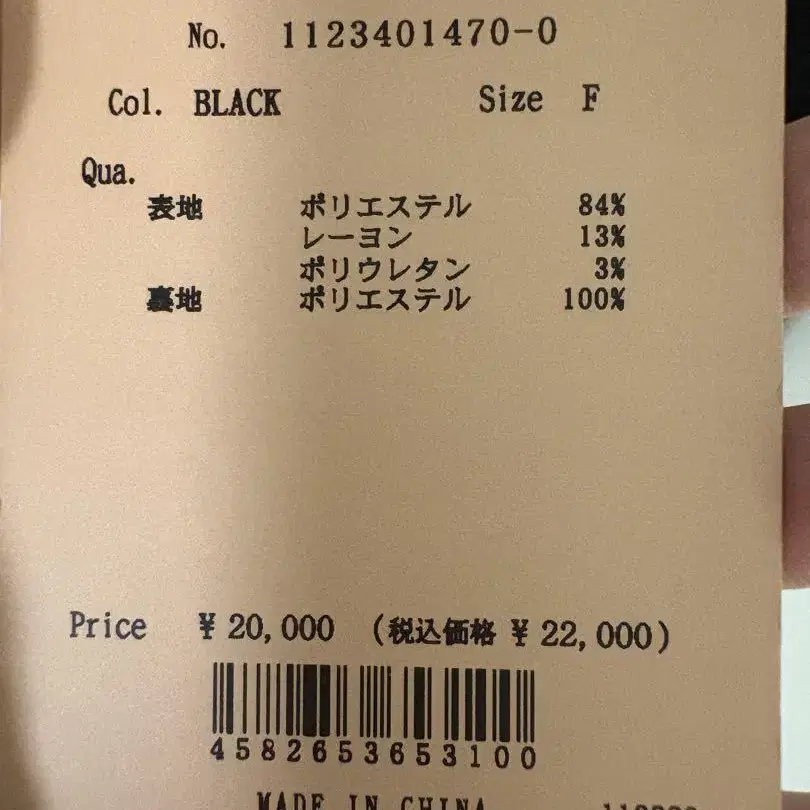 No. 1123401470-0
Col. BLACK Size F
Qua.
表地 ポリエステル 84%
レーヨン 13%
ポリウレタン 3%
裏地 ポリエステル 100%
Price ¥20,000 (税込価格 ¥22,000)
4582653653100
MADE IN CHINA